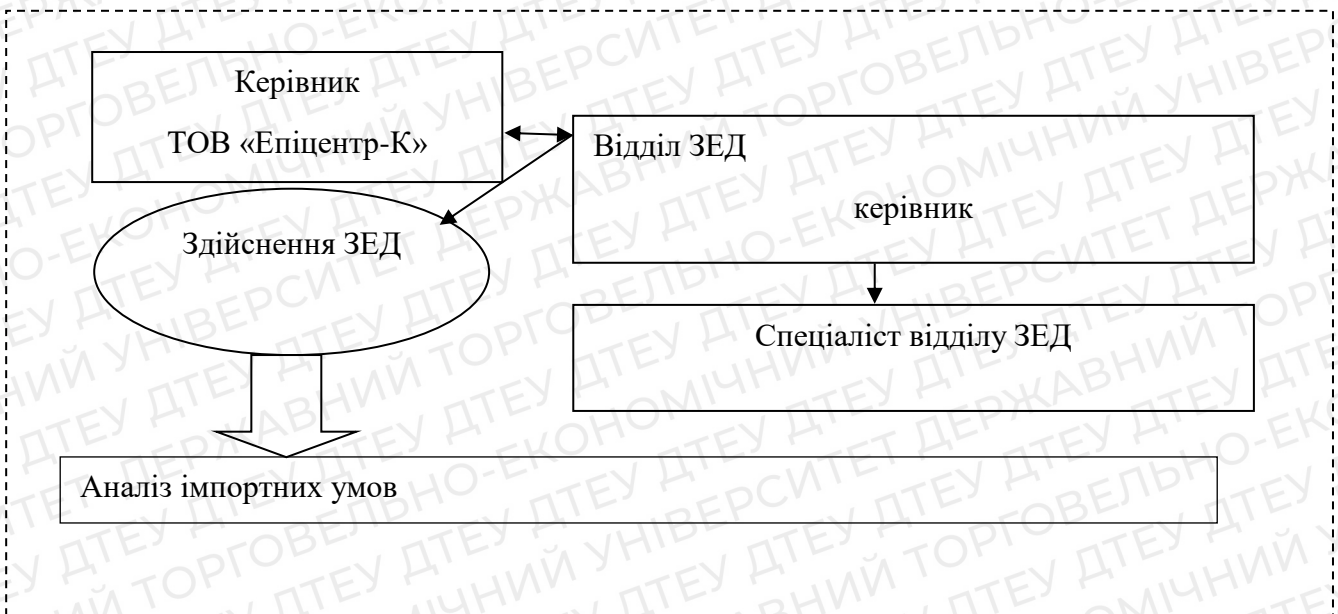 Керівник
ТОВ «Епіцентр-К»
Відділ ЗЕД
керівник
Здійснення ЗЕД
Спеціаліст відділу ЗЕД
Аналіз імпортних умов